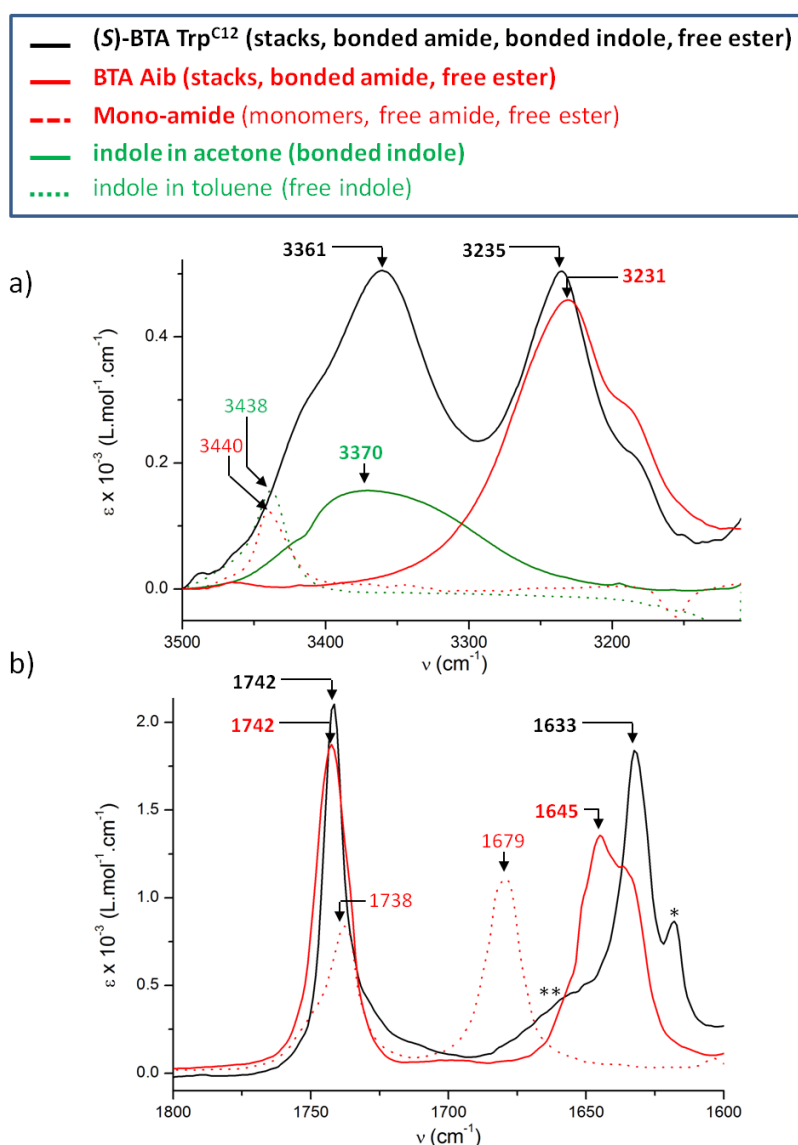 (S)-BTA Trp^C12 (stacks, bonded amide, bonded indole, free ester)
BTA Aib (stacks, bonded amide, free ester)
Mono-amide (monomers, free amide, free ester)
indole in acetone (bonded indole)
indole in toluene (free indole)
a)
3361
3235
3231
3438
3440
3370
0.4
0.2
0.0
ε x 10⁻³ (L.mol⁻¹.cm⁻¹)
3500
3400
3300
3200
ν (cm⁻¹)
b)
1742
1742
1633
1645
1679
1738
*
**
2.0
1.5
1.0
0.5
0.0
ε x 10⁻³ (L.mol⁻¹.cm⁻¹)
1800
1750
1700
1650
1600
ν (cm⁻¹)